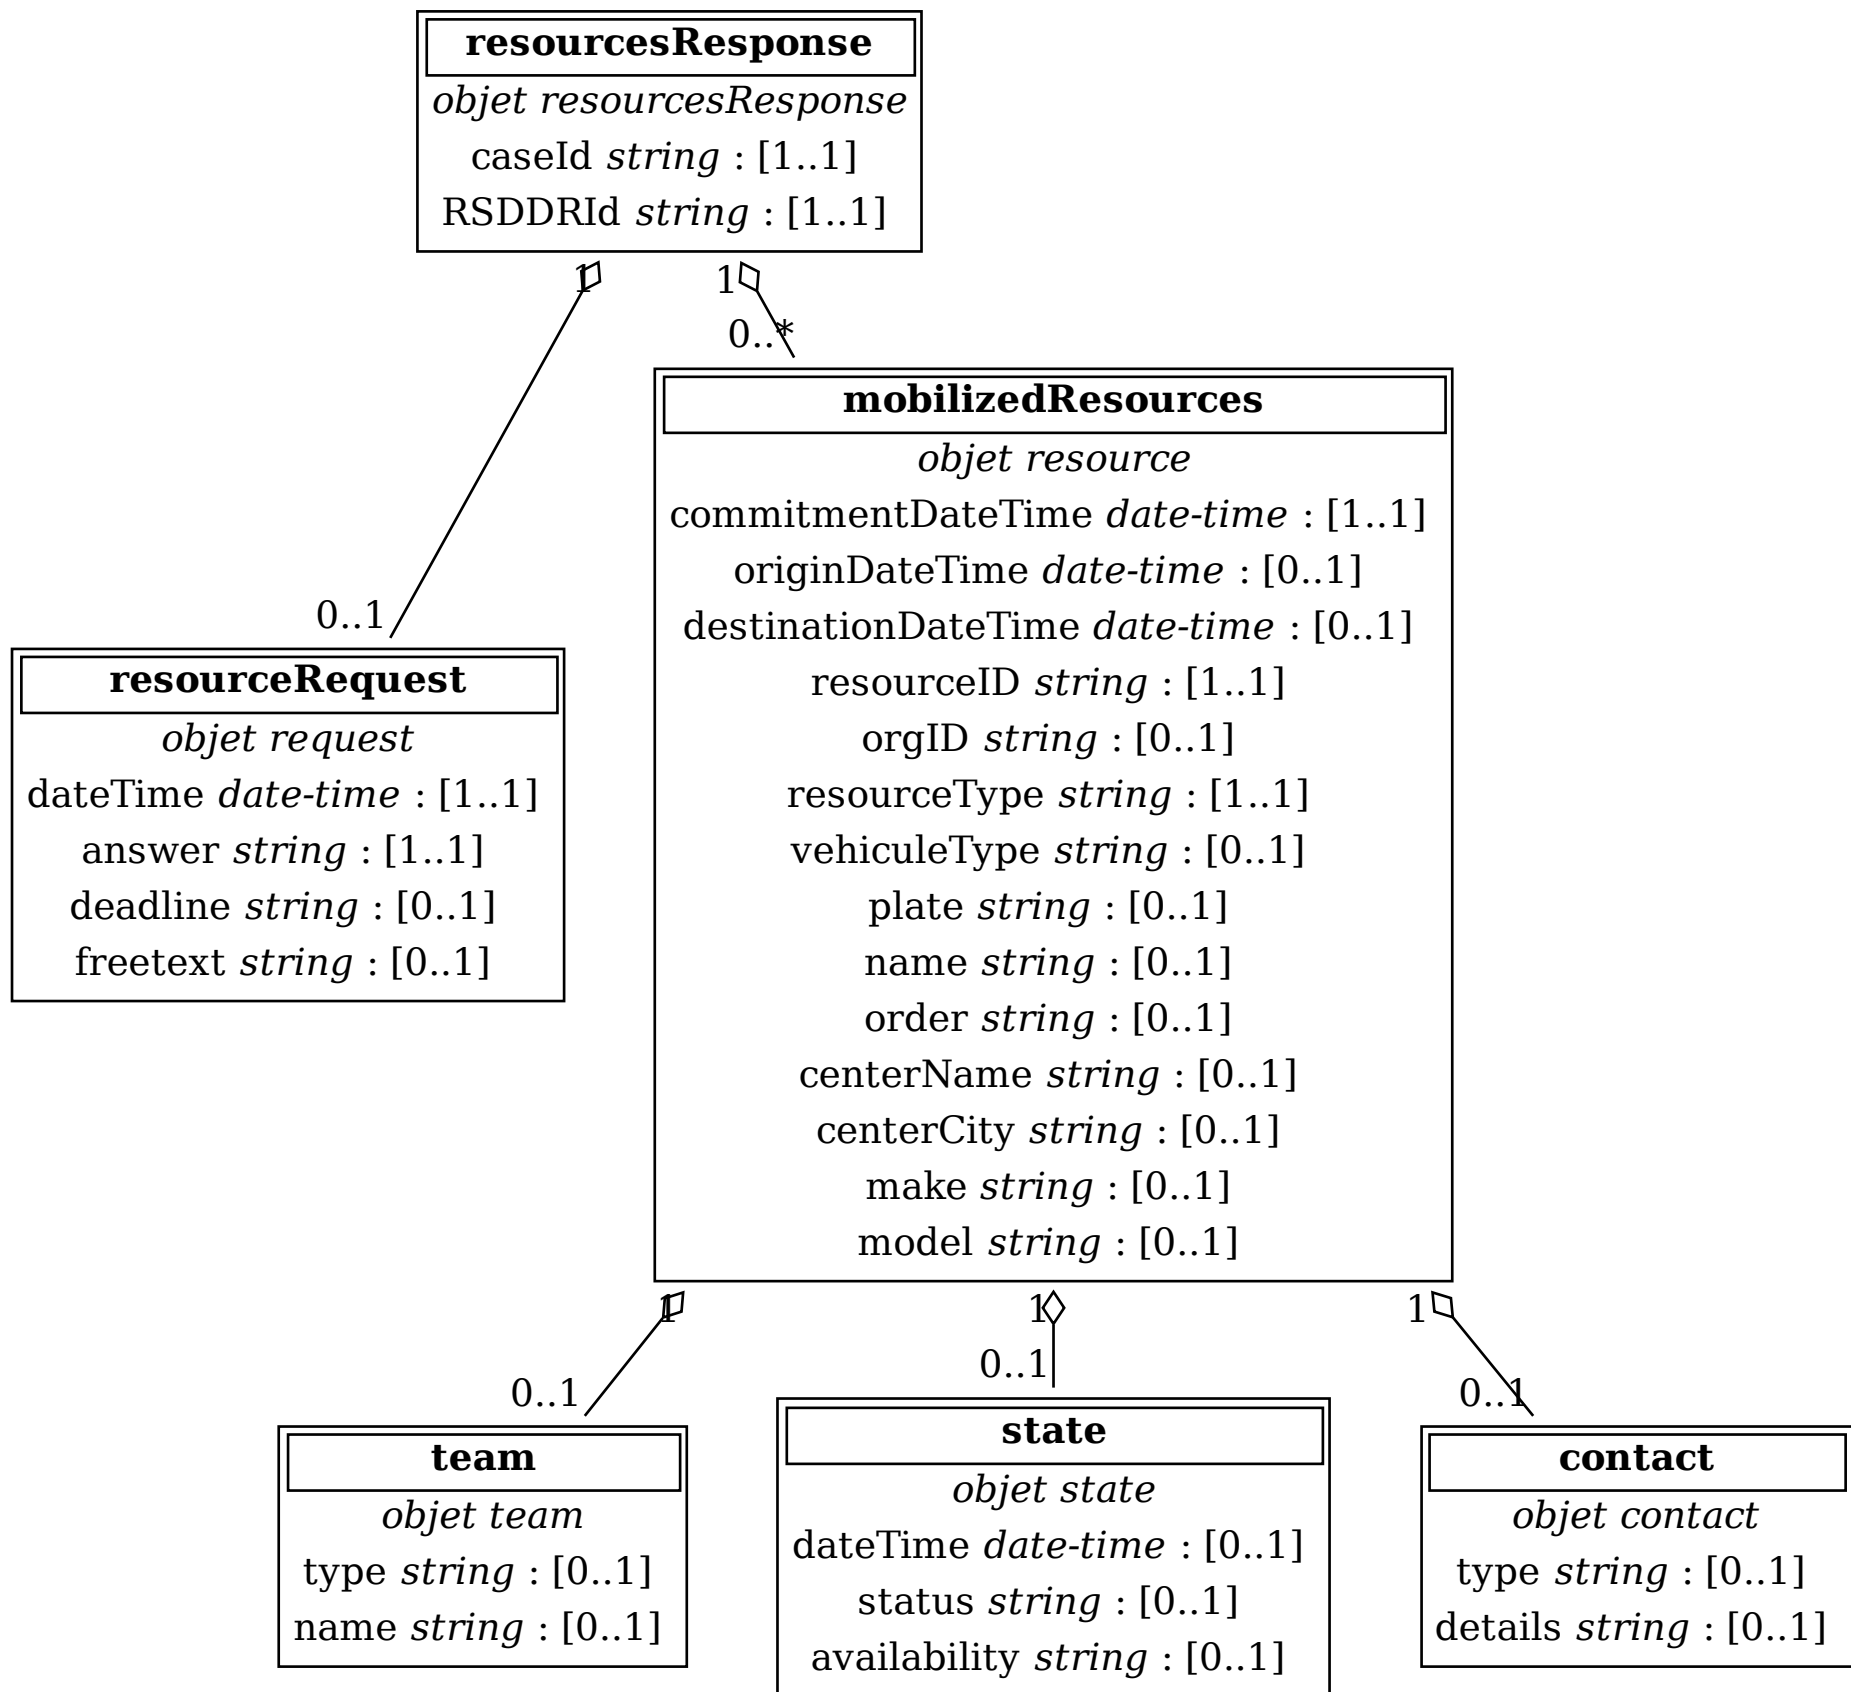 resourcesResponse
objet resourcesResponse
caseId string : [1..1]
RSDDRId string : [1..1]
1
1
0..*
0..1
resourceRequest
objet request
dateTime date-time : [1..1]
answer string : [1..1]
deadline string : [0..1]
freetext string : [0..1]
mobilizedResources
objet resource
commitmentDateTime date-time : [1..1]
originDateTime date-time : [0..1]
destinationDateTime date-time : [0..1]
resourceID string : [1..1]
orgID string : [0..1]
resourceType string : [1..1]
vehiculeType string : [0..1]
plate string : [0..1]
name string : [0..1]
order string : [0..1]
centerName string : [0..1]
centerCity string : [0..1]
make string : [0..1]
model string : [0..1]
1
1
1
0..1
0..1
0..1
team
objet team
type string : [0..1]
name string : [0..1]
state
objet state
dateTime date-time : [0..1]
status string : [0..1]
availability string : [0..1]
contact
objet contact
type string : [0..1]
details string : [0..1]